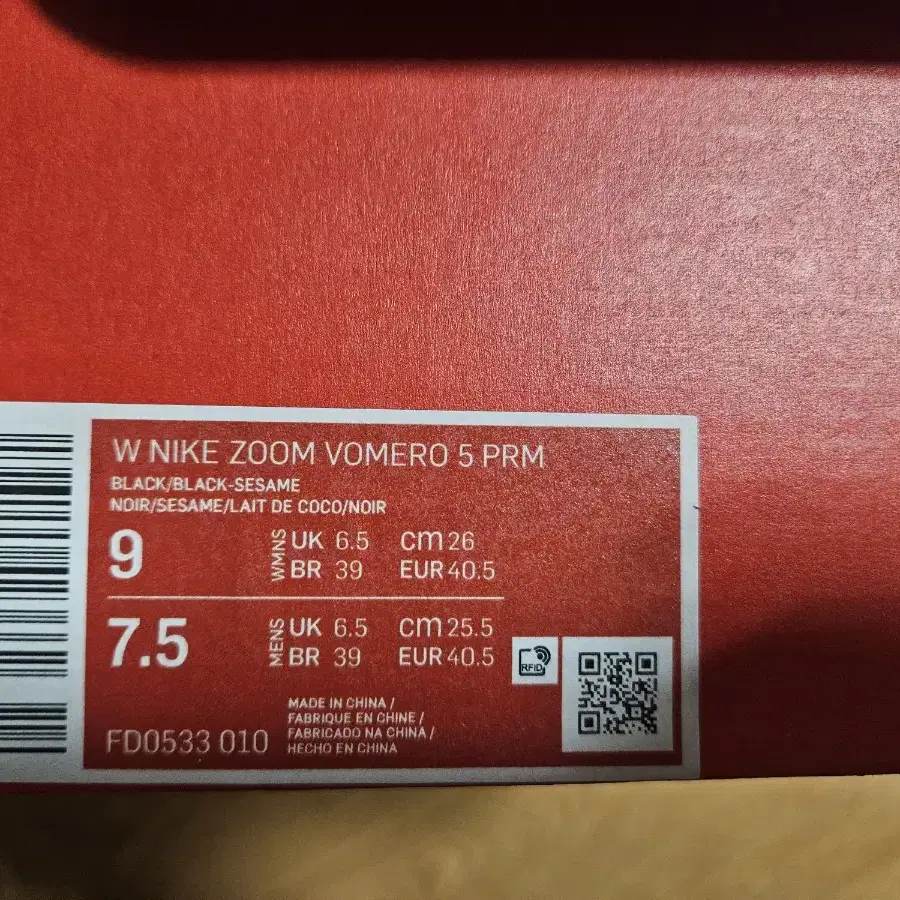 W NIKE ZOOM VOMERO 5 PRM
BLACK/BLACK-SESAME
NOIR/SESAME/LAIT DE COCO/NOIR
9 WMNS UK 6.5 cm 26
BR 39 EUR 40.5
7.5 MENS UK 6.5 cm 25.5
BR 39 EUR 40.5
RFID
MADE IN CHINA /
FABRIQUE EN CHINE /
FABRICADO NA CHINA /
HECHO EN CHINA
FD0533 010